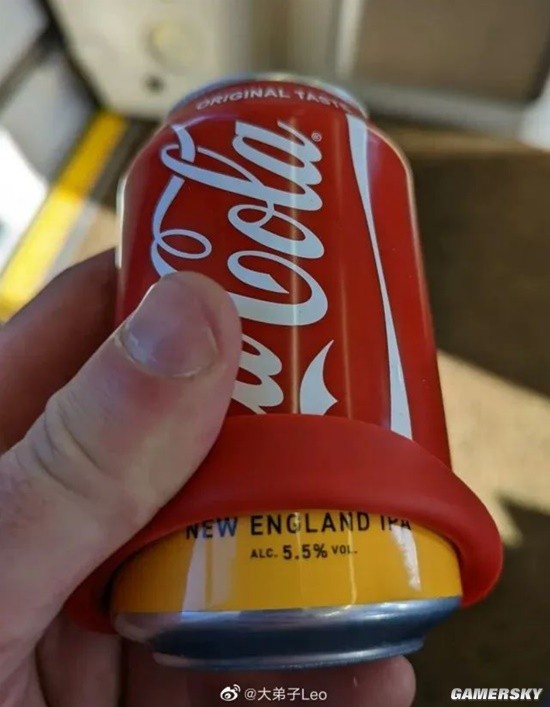 ORIGINAL TASTE
Coca-Cola®
NEW ENGLAND IPA
ALC. 5.5% VOL.
@大弟子Leo
GAMERSKY